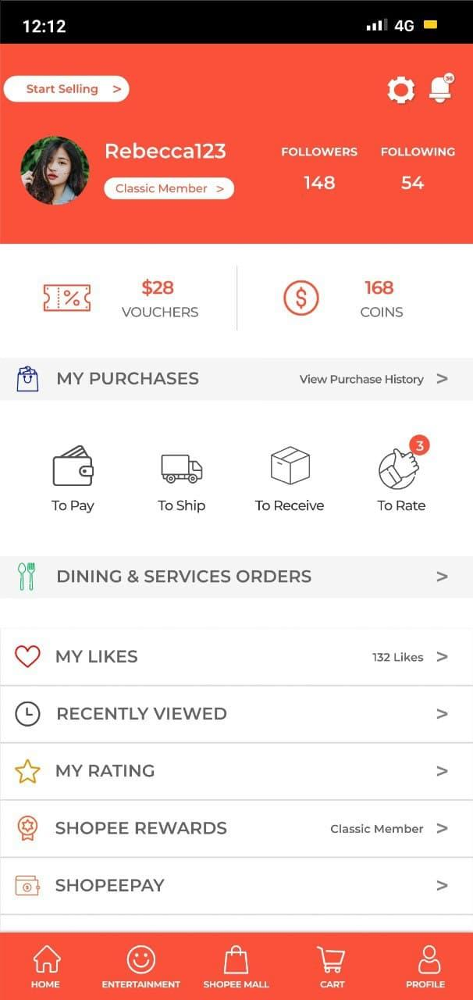 12:12
4G
Start Selling >
36
Rebecca123
Classic Member >
FOLLOWERS FOLLOWING
148 54
$28
VOUCHERS
168
COINS
MY PURCHASES View Purchase History >
3
To Pay To Ship To Receive To Rate
DINING & SERVICES ORDERS >
MY LIKES 132 Likes >
RECENTLY VIEWED >
MY RATING >
SHOPEE REWARDS Classic Member >
SHOPEEPAY >
HOME ENTERTAINMENT SHOPEE MALL CART PROFILE